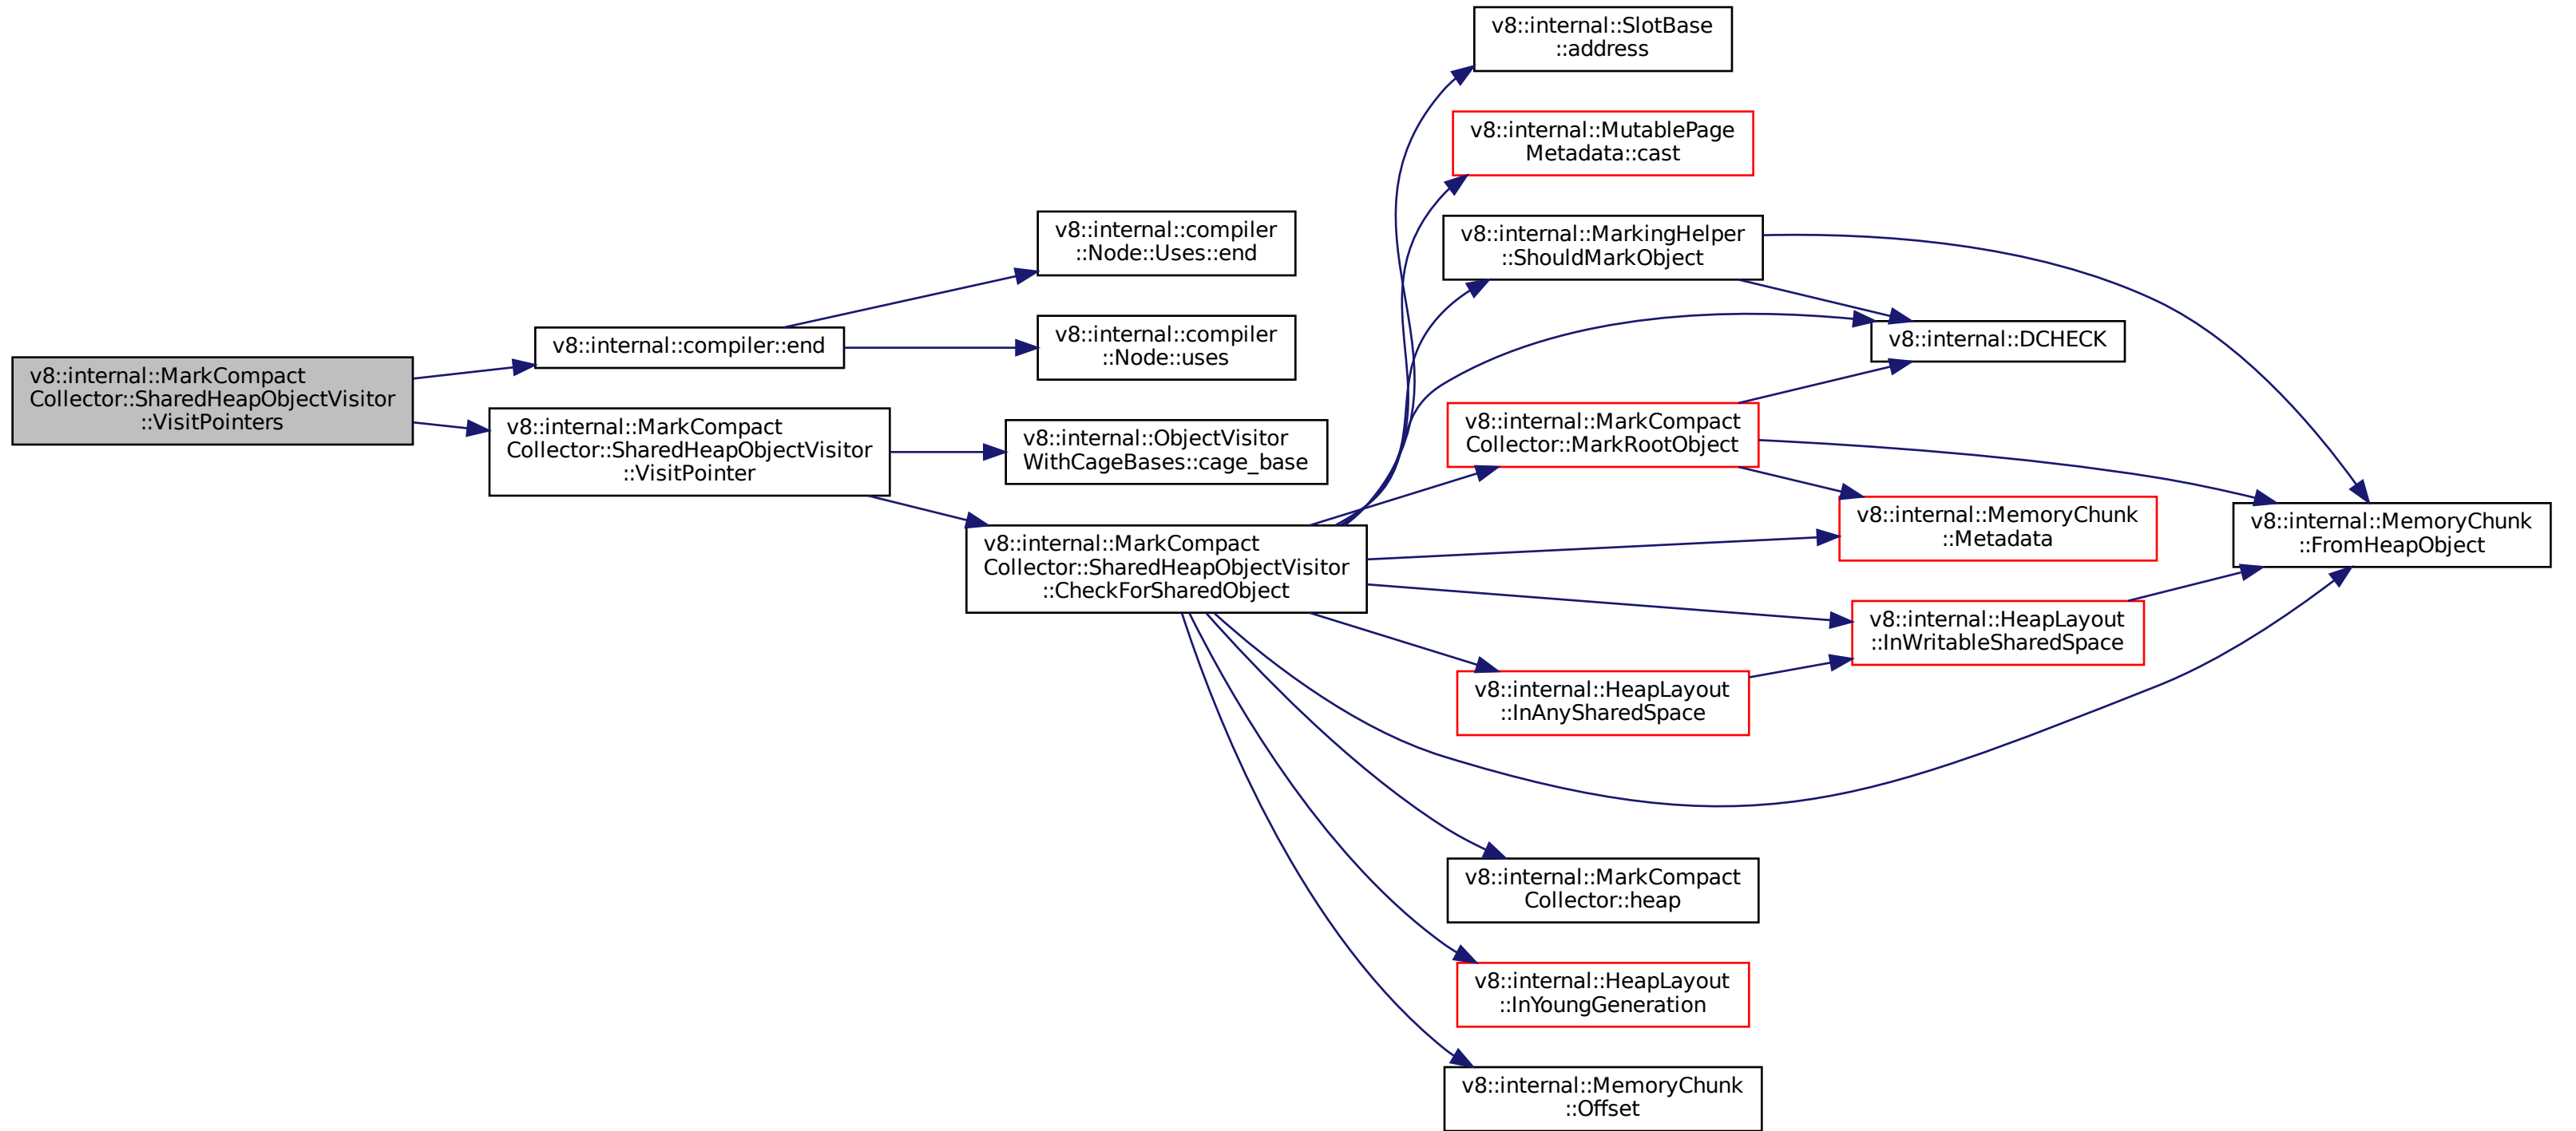 v8::internal::MarkCompact
Collector::SharedHeapObjectVisitor
::VisitPointers
v8::internal::compiler::end
v8::internal::MarkCompact
Collector::SharedHeapObjectVisitor
::VisitPointer
v8::internal::compiler
::Node::Uses::end
v8::internal::compiler
::Node::uses
v8::internal::ObjectVisitor
WithCageBases::cage_base
v8::internal::MarkCompact
Collector::SharedHeapObjectVisitor
::CheckForSharedObject
v8::internal::SlotBase
::address
v8::internal::MutablePage
Metadata::cast
v8::internal::MarkingHelper
::ShouldMarkObject
v8::internal::MarkCompact
Collector::MarkRootObject
v8::internal::HeapLayout
::InAnySharedSpace
v8::internal::MarkCompact
Collector::heap
v8::internal::HeapLayout
::InYoungGeneration
v8::internal::MemoryChunk
::Offset
v8::internal::DCHECK
v8::internal::MemoryChunk
::Metadata
v8::internal::HeapLayout
::InWritableSharedSpace
v8::internal::MemoryChunk
::FromHeapObject